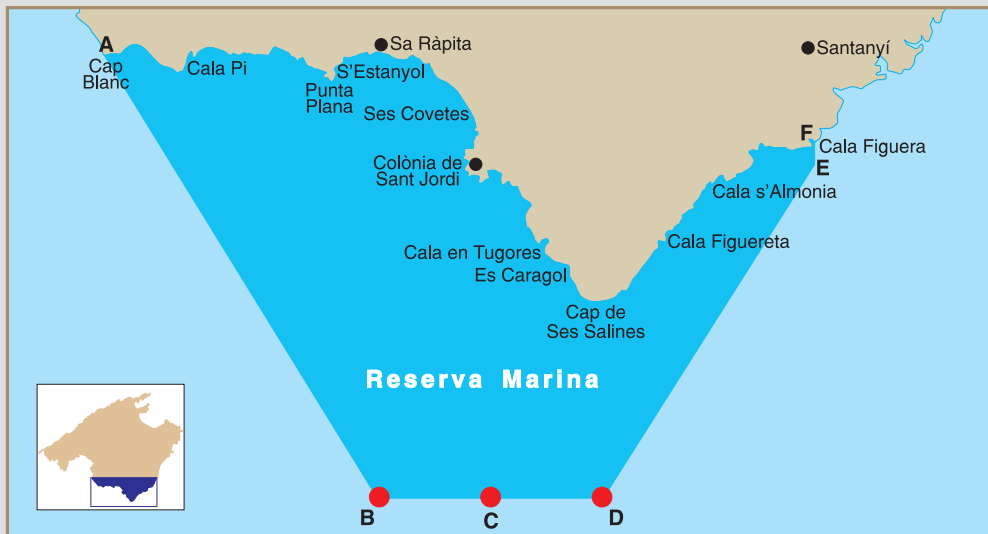 A
Cap
Blanc
Cala Pi
Sa Ràpita
S'Estanyol
Punta
Plana
Ses Covetes
Colònia de
Sant Jordi
Santanyí
F
Cala Figuera
E
Cala s'Almonia
Cala Figuereta
Cala en Tugores
Es Caragol
Cap de
Ses Salines
Reserva Marina
B
C
D